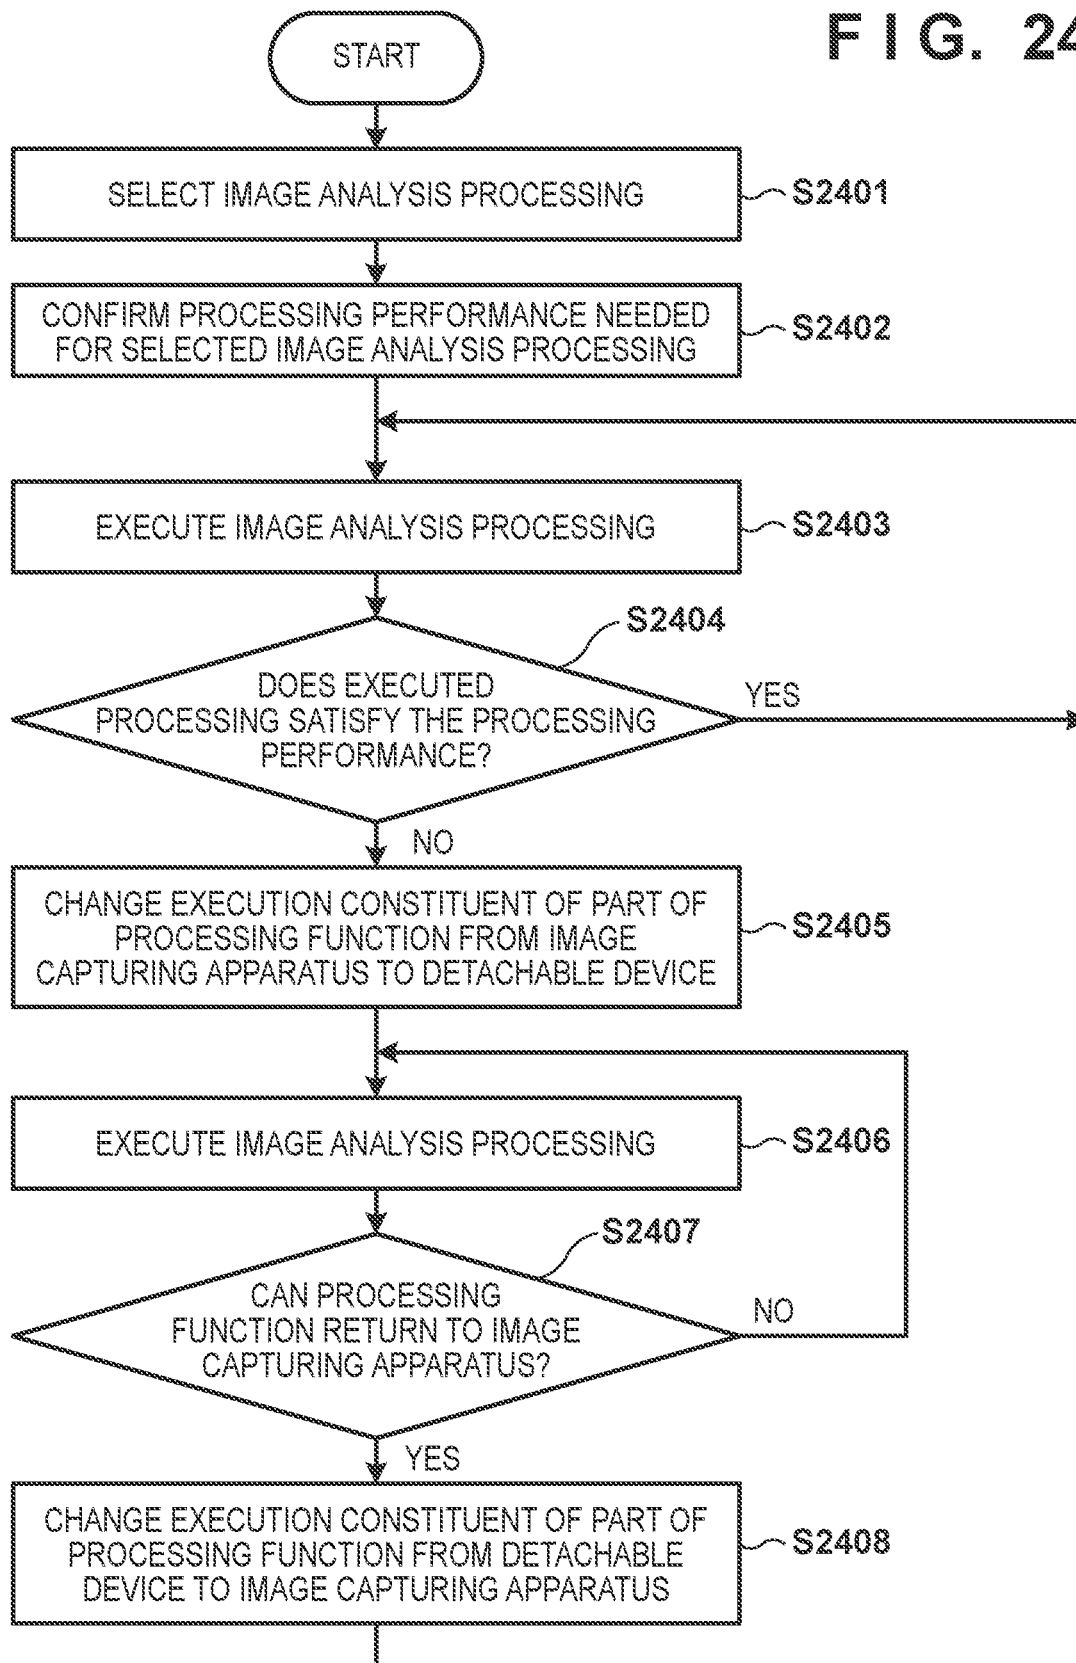 FIG. 24
START
SELECT IMAGE ANALYSIS PROCESSING
S2401
CONFIRM PROCESSING PERFORMANCE NEEDED
FOR SELECTED IMAGE ANALYSIS PROCESSING
S2402
EXECUTE IMAGE ANALYSIS PROCESSING
S2403
S2404
DOES EXECUTED
PROCESSING SATISFY THE PROCESSING
PERFORMANCE?
YES
NO
CHANGE EXECUTION CONSTITUENT OF PART OF
PROCESSING FUNCTION FROM IMAGE
CAPTURING APPARATUS TO DETACHABLE DEVICE
S2405
EXECUTE IMAGE ANALYSIS PROCESSING
S2406
S2407
CAN PROCESSING
FUNCTION RETURN TO IMAGE
CAPTURING APPARATUS?
NO
YES
CHANGE EXECUTION CONSTITUENT OF PART OF
PROCESSING FUNCTION FROM DETACHABLE
DEVICE TO IMAGE CAPTURING APPARATUS
S2408